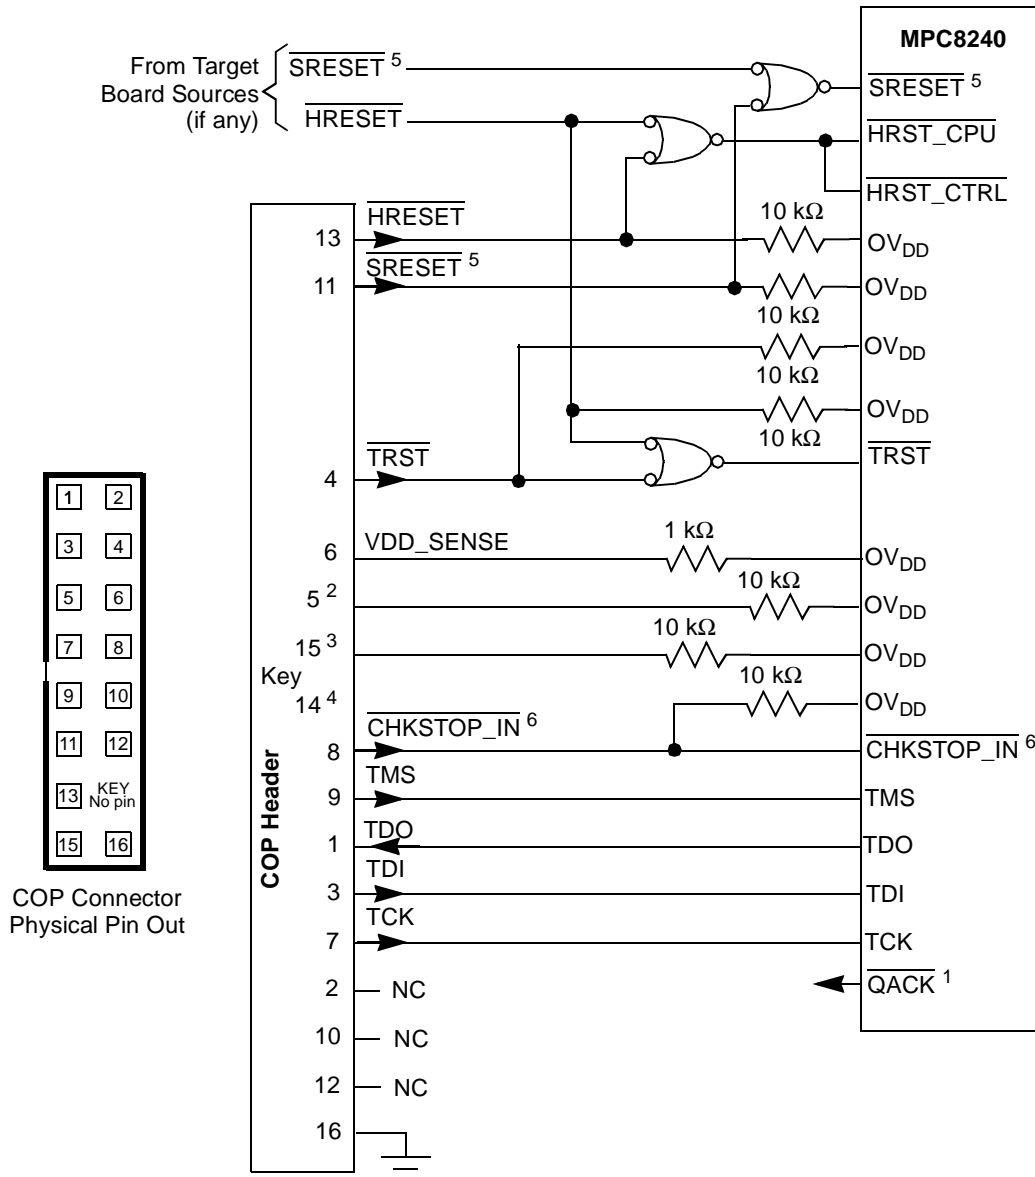 MPC8240
From Target
Board Sources
(if any)
SRESET 5
HRESET
SRESET 5
HRST_CPU
HRST_CTRL
13
HRESET
10 kΩ
OVDD
11
SRESET 5
10 kΩ
OVDD
10 kΩ
OVDD
10 kΩ
OVDD
4
TRST
TRST
6
VDD_SENSE
1 kΩ
OVDD
5 2
10 kΩ
OVDD
15 3
10 kΩ
OVDD
Key
14 4
10 kΩ
OVDD
8
CHKSTOP_IN 6
CHKSTOP_IN 6
9
TMS
TMS
1
TDO
TDO
3
TDI
TDI
7
TCK
TCK
QACK 1
2
NC
10
NC
12
NC
16
COP Header
1 2
3 4
5 6
7 8
9 10
11 12
13 KEY
No pin
15 16
COP Connector
Physical Pin Out